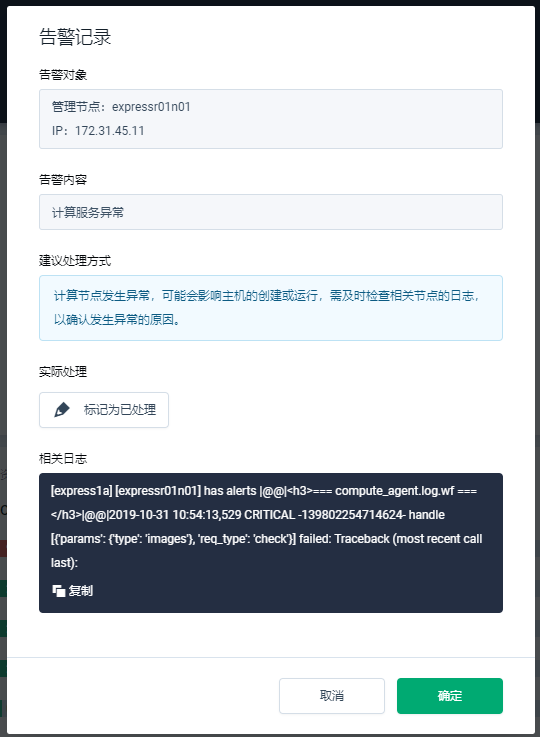 告警记录
告警对象
管理节点：expressr01n01
IP：172.31.45.11
告警内容
计算服务异常
建议处理方式
计算节点发生异常，可能会影响主机的创建或运行，需及时检查相关节点的日志，
以确认发生异常的原因。
实际处理
标记为已处理
相关日志
[express1a] [expressr01n01] has alerts |@@|<h3>=== compute_agent.log.wf ===
</h3>|@@|2019-10-31 10:54:13,529 CRITICAL -139802254714624- handle
[{'params': {'type': 'images'}, 'req_type': 'check'}] failed: Traceback (most recent call
last):
复制
取消
确定